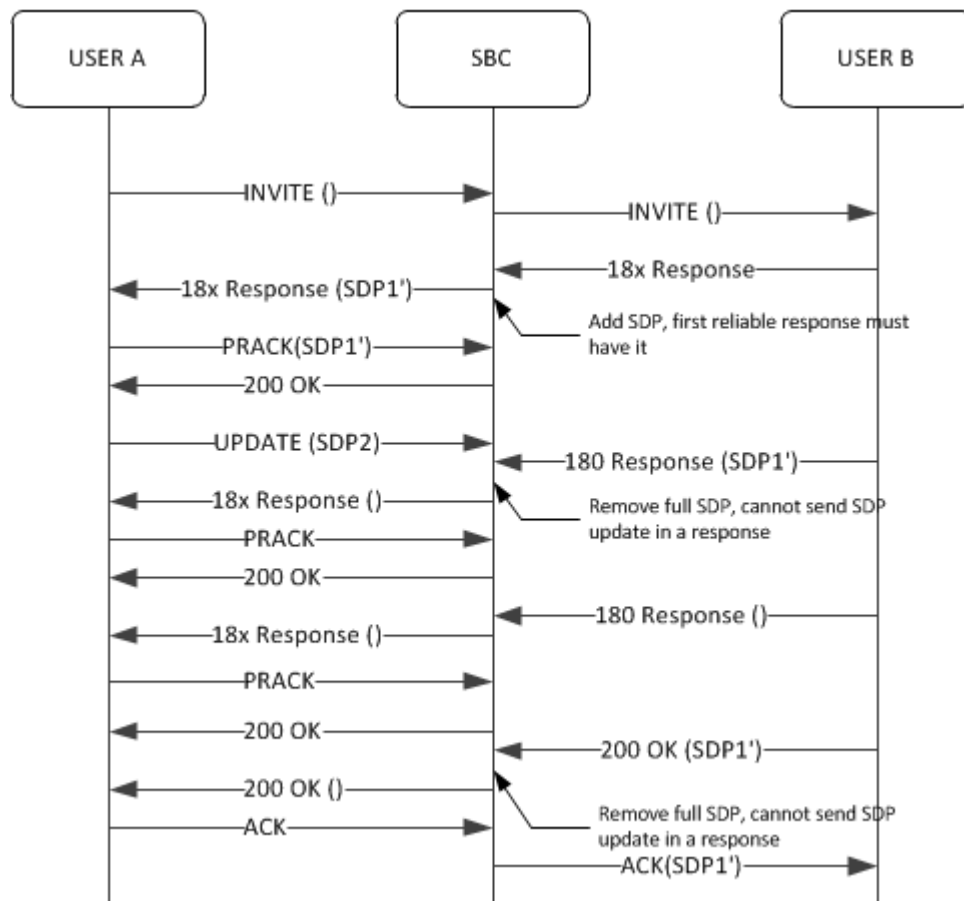 USER A
SBC
USER B
INVITE ()
INVITE ()
18x Response
18x Response (SDP1')
Add SDP, first reliable response must
have it
PRACK(SDP1')
200 OK
UPDATE (SDP2)
180 Response (SDP1')
18x Response ()
Remove full SDP, cannot send SDP
update in a response
PRACK
200 OK
180 Response ()
18x Response ()
PRACK
200 OK
200 OK (SDP1')
200 OK ()
Remove full SDP, cannot send SDP
update in a response
ACK
ACK(SDP1')